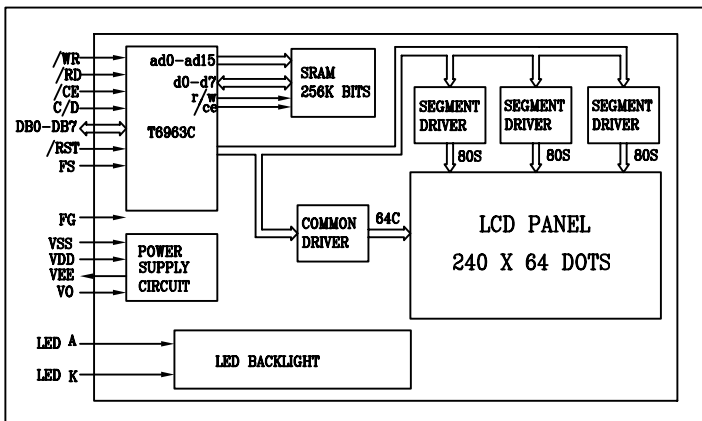 /WR
/RD
/CE
C/D
DB0-DB7
/RST
FS
FG
VSS
VDD
VEE
VO
LED A
LED K
ad0-ad15
d0-d7
r/w
/ce
T6963C
SRAM
256K BITS
POWER
SUPPLY
CIRCUIT
COMMON
DRIVER
64C
SEGMENT
DRIVER
SEGMENT
DRIVER
SEGMENT
DRIVER
80S
80S
80S
LCD PANEL
240 X 64 DOTS
LED BACKLIGHT